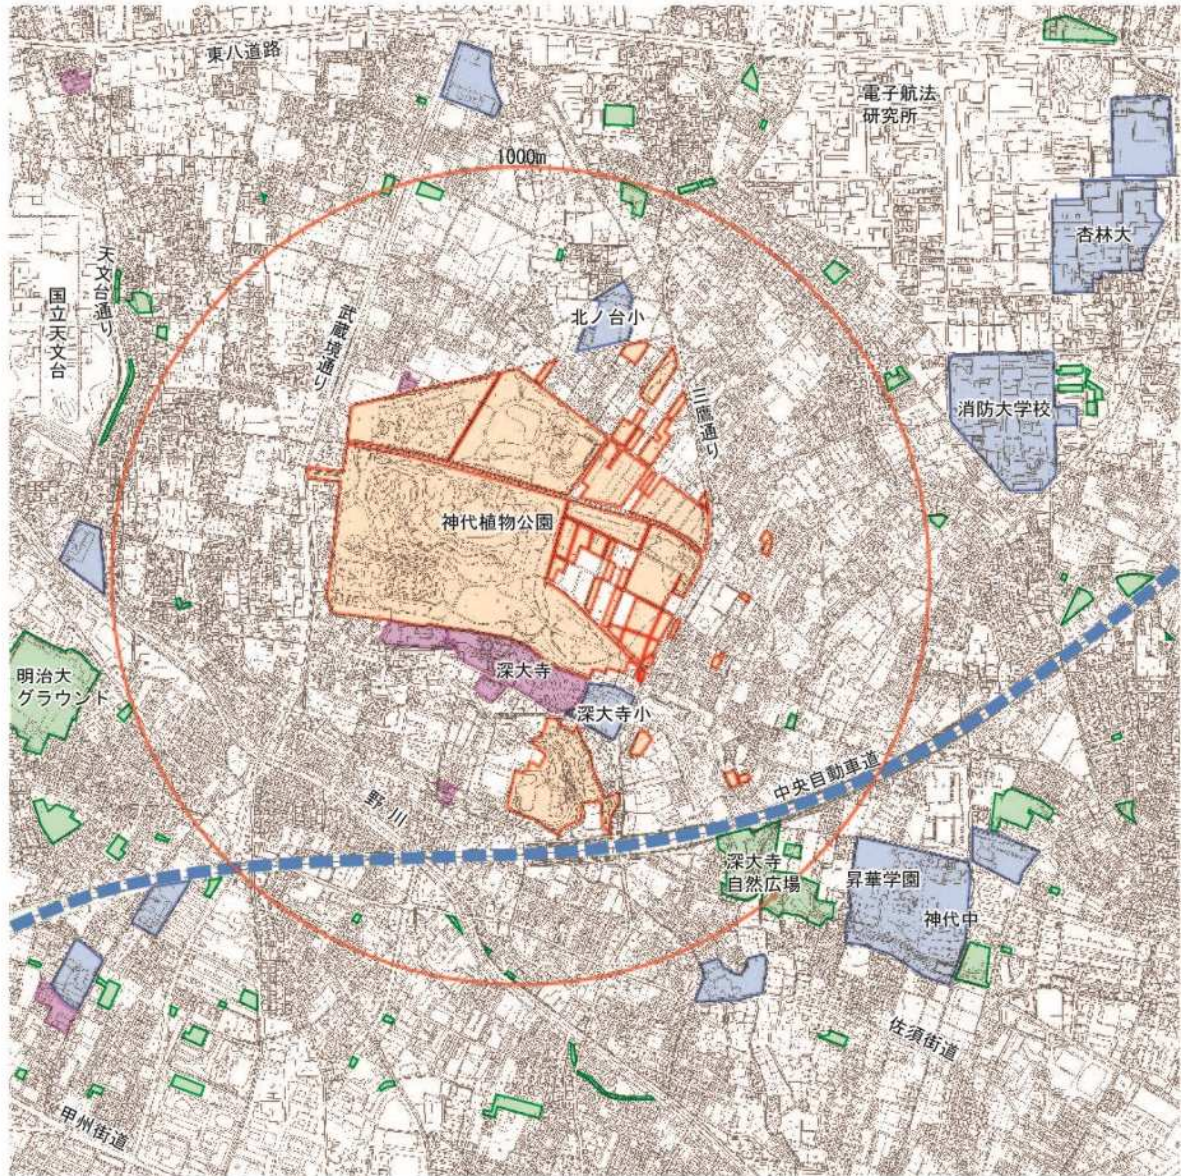 東八道路
電子航法
研究所
1000m
杏林大
天文台通り
国立天文台
武蔵境通り
北ノ台小
三鷹通り
消防大学校
神代植物公園
深大寺
明治大
グラウンド
深大寺小
中央自動車道
野川
深大寺
自然広場
昇華学園
神代中
佐須街道
甲州街道